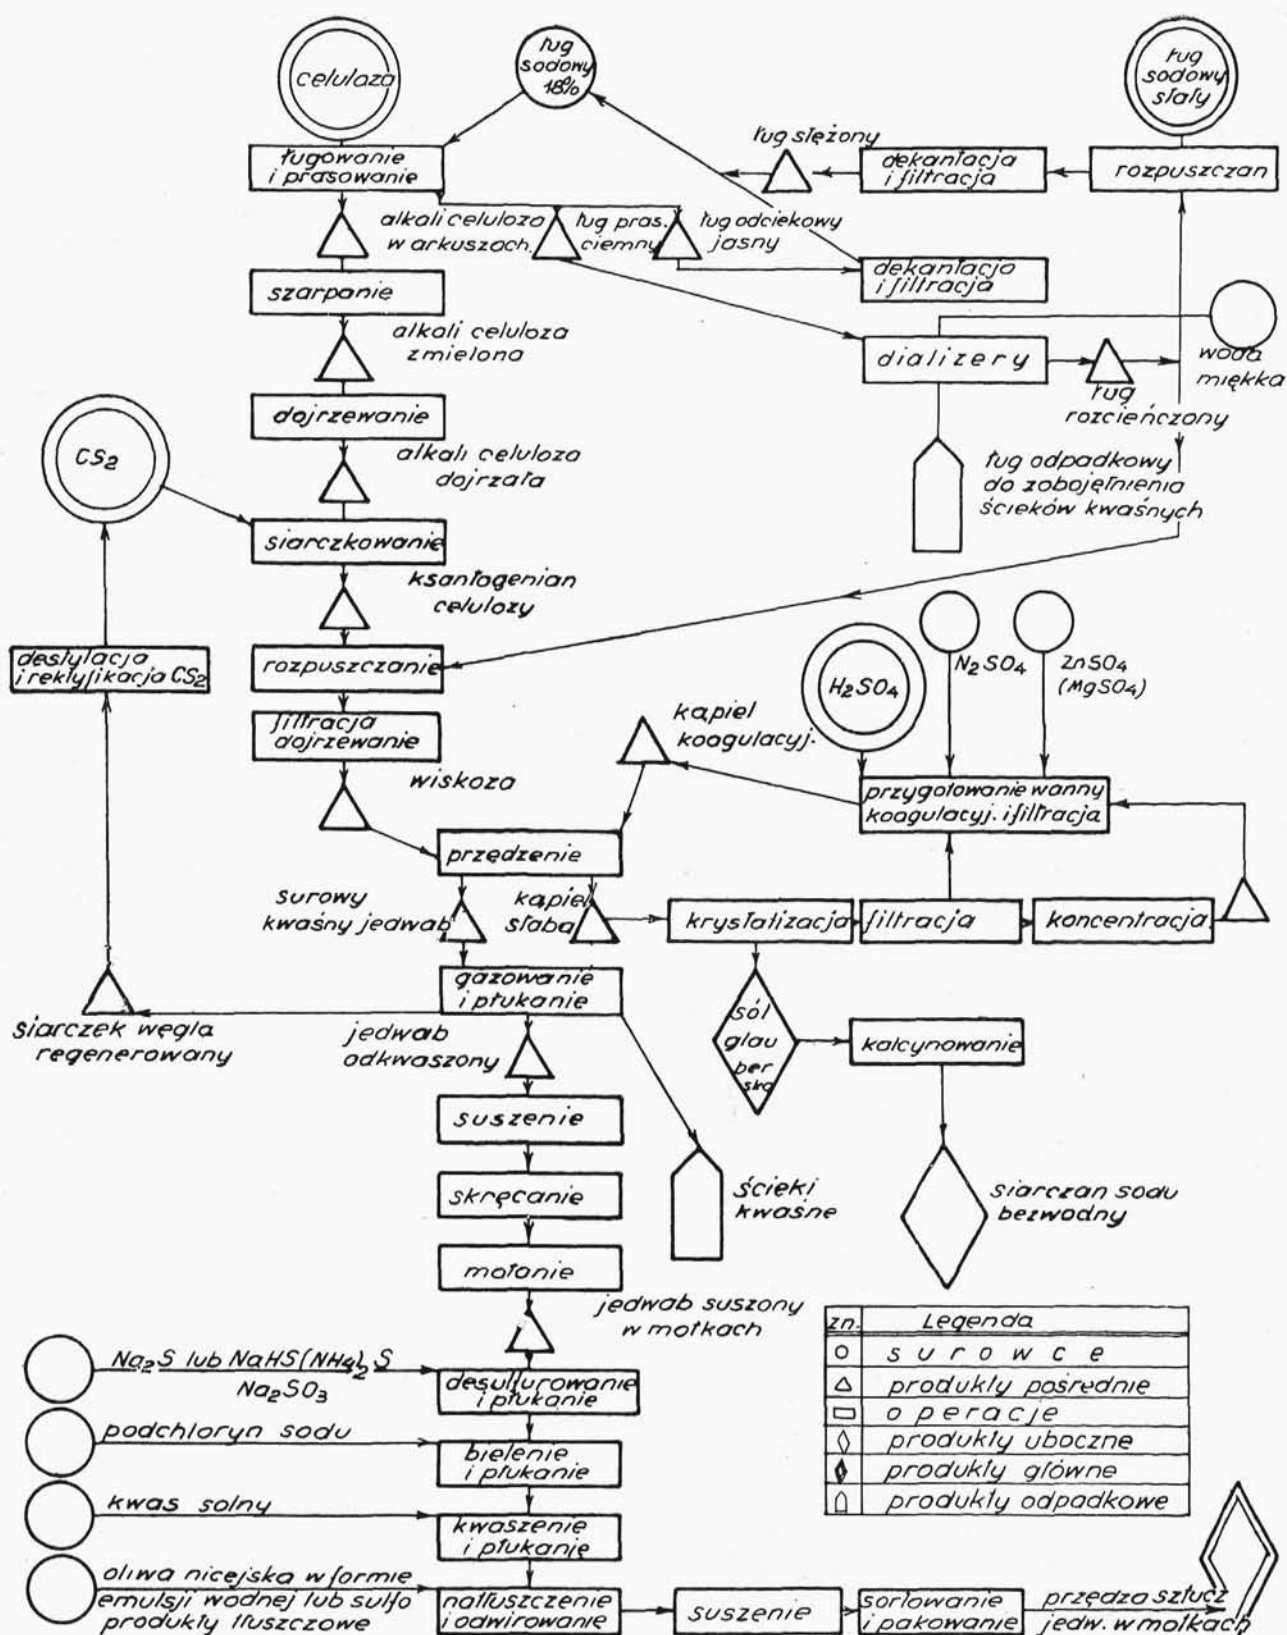 celuloza
ług
sodowy
18%
ług
sodowy
stały
ługowanie
i prasowanie
ług stężony
dekantacja
i filtracja
rozpuszczan
alkali celuloza
w arkuszach
ług pras.
ciemny
ług odciekowy
jasny
dekantacja
i filtracja
szarpanie
alkali celuloza
zmielona
dializery
woda
miękka
ług
rozcieńczony
dojrzewanie
CS2
alkali celuloza
dojrzała
ług odpadkowy
do zobojętnienia
ścieków kwaśnych
siarczkowanie
ksantogenian
celulozy
destylacja
i rektyfikacja CS2
rozpuszczanie
N2SO4
ZnSO4
(MgSO4)
H2SO4
filtracja
dojrzewanie
kąpiel
koagulacyj.
wiskoza
przygotowanie wanny
koagulacyj. i filtracja
przędzenie
surowy
kwaśny jedwab
kąpiel
słaba
krystalizacja
filtracja
koncentracja
gazowanie
i płukanie
siarczek węgla
regenerowany
jedwab
odkwaszony
sól
glau
ber
ska
kalcynowanie
suszenie
skręcanie
ścieki
kwaśne
siarczan sodu
bezwodny
motanie
jedwab suszony
w motkach
zn. Legenda
surowce
produkty pośrednie
operacje
produkty uboczne
produkty główne
produkty odpadkowe
Na2S lub NaHS(NH4)2S
Na2SO3
desulfurowanie
i płukanie
podchloryn sodu
bielenie
i płukanie
kwas solny
kwaszenie
i płukanie
oliwa nicejska w formie
emulsji wodnej lub sulfo
produkty tłuszczowe
natłuszczenie
i odwirowanie
suszenie
sortowanie
i pakowanie
przędza sztucz
jedw. w motkach